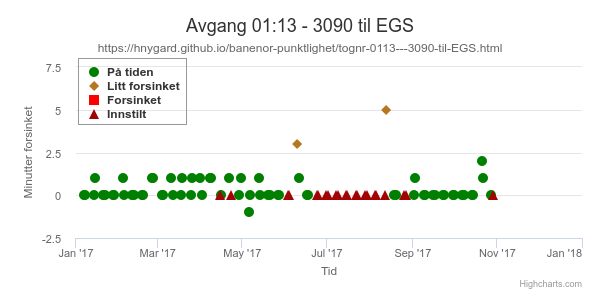 Avgang 01:13 - 3090 til EGS
https://hnygard.github.io/banenor-punktlighet/tognr-0113---3090-til-EGS.html
På tiden
Litt forsinket
Forsinket
Innstilt
Minutter forsinket
7.5
5
2.5
0
-2.5
Jan '17 Mar '17 May '17 Jul '17 Sep '17 Nov '17 Jan '18
Tid
Highcharts.com